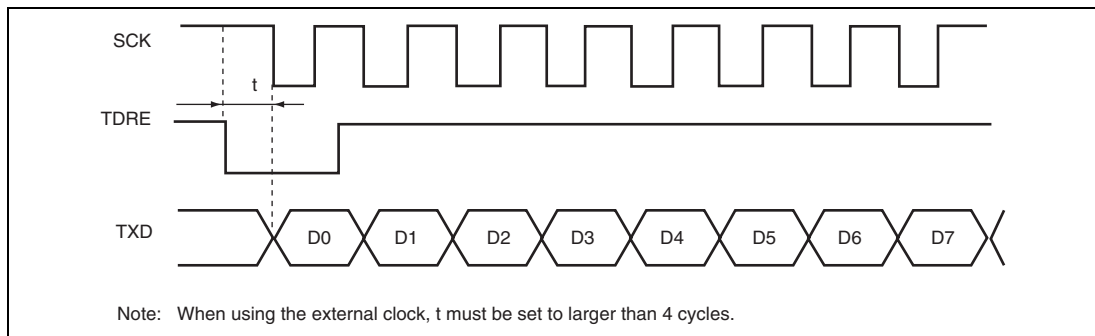 SCK
t
TDRE
TXD
D0 D1 D2 D3 D4 D5 D6 D7
Note: When using the external clock, t must be set to larger than 4 cycles.